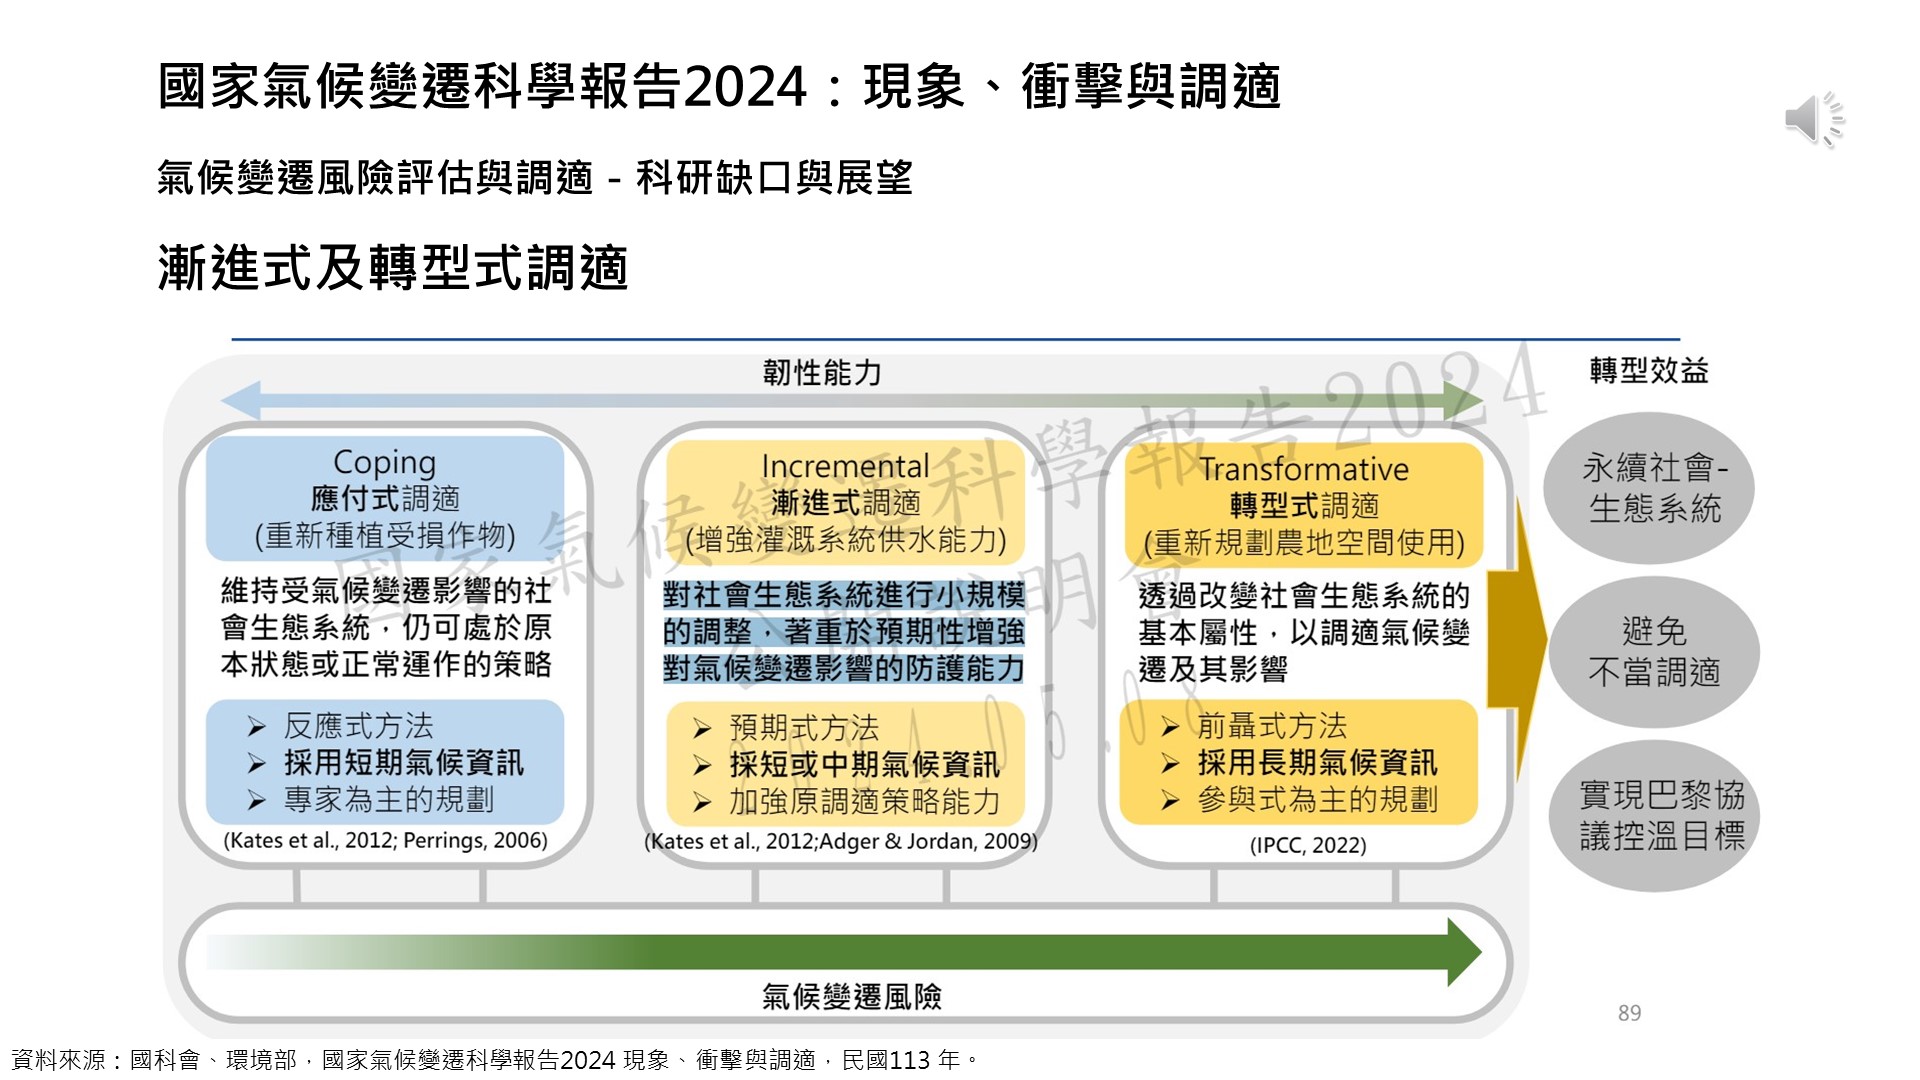 國家氣候變遷科學報告2024：現象、衝擊與調適
氣候變遷風險評估與調適 - 科研缺口與展望
漸進式及轉型式調適
韌性能力
轉型效益
Coping
應付式調適
(重新種植受損作物)
維持受氣候變遷影響的社
會生態系統，仍可處於原
本狀態或正常運作的策略
➢ 反應式方法
➢ 採用短期氣候資訊
➢ 專家為主的規劃
(Kates et al., 2012; Perrings, 2006)
Incremental
漸進式調適
(增強灌溉系統供水能力)
對社會生態系統進行小規模
的調整，著重於預期性增強
對氣候變遷影響的防護能力
➢ 預期式方法
➢ 採短或中期氣候資訊
➢ 加強原調適策略能力
(Kates et al., 2012;Adger & Jordan, 2009)
Transformative
轉型式調適
(重新規劃農地空間使用)
透過改變社會生態系統的
基本屬性，以調適氣候變
遷及其影響
➢ 前瞻式方法
➢ 採用長期氣候資訊
➢ 參與式為主的規劃
(IPCC, 2022)
永續社會-
生態系統
避免
不當調適
實現巴黎協
議控溫目標
氣候變遷風險
國家氣候變遷科學報告2024
公開說明會
2024.05.08
89
資料來源：國科會、環境部，國家氣候變遷科學報告2024 現象、衝擊與調適，民國113 年。